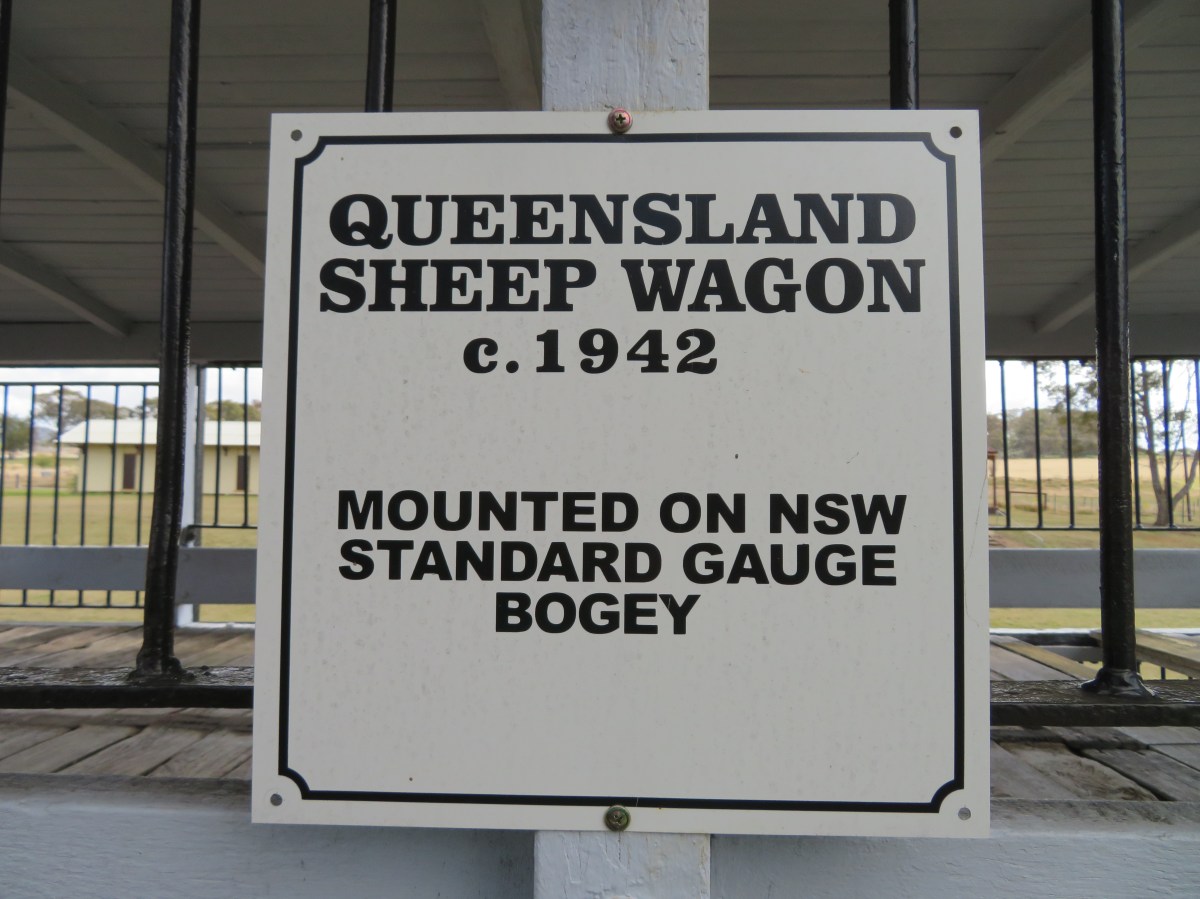 QUEENSLAND
SHEEP WAGON
c.1942
MOUNTED ON NSW
STANDARD GAUGE
BOGEY